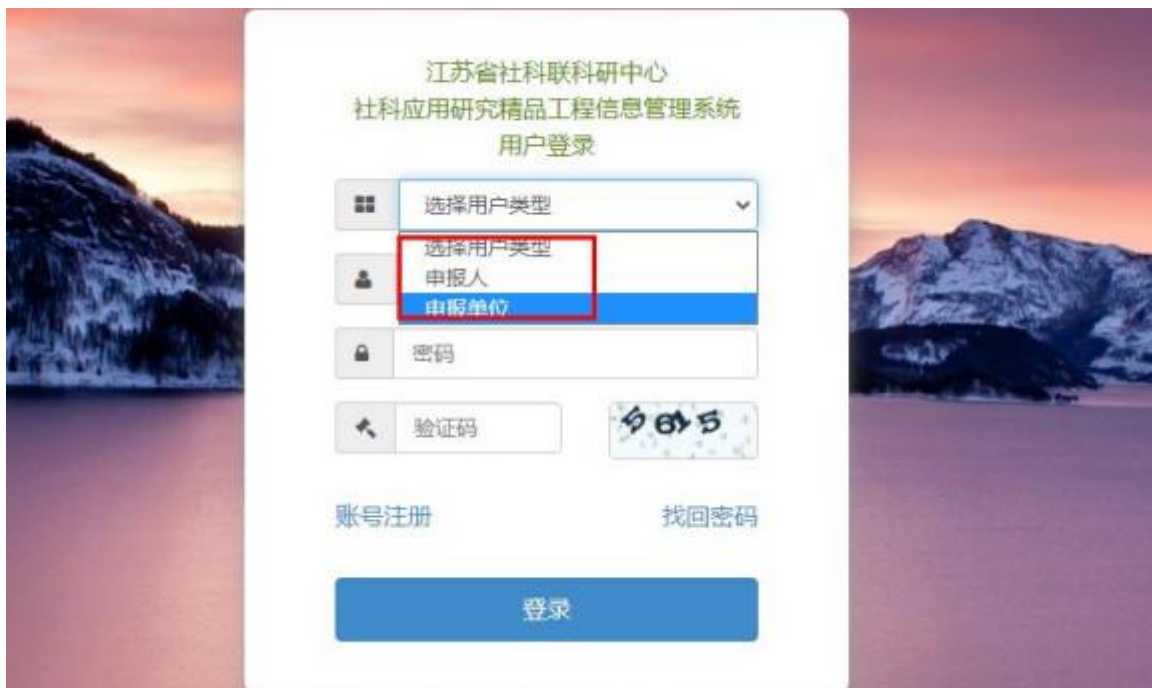 江苏省社科联科研中心
社科应用研究精品工程信息管理系统
用户登录
选择用户类型
选择用户类型
申报人
申报单位
密码
验证码
5615
账号注册
找回密码
登录